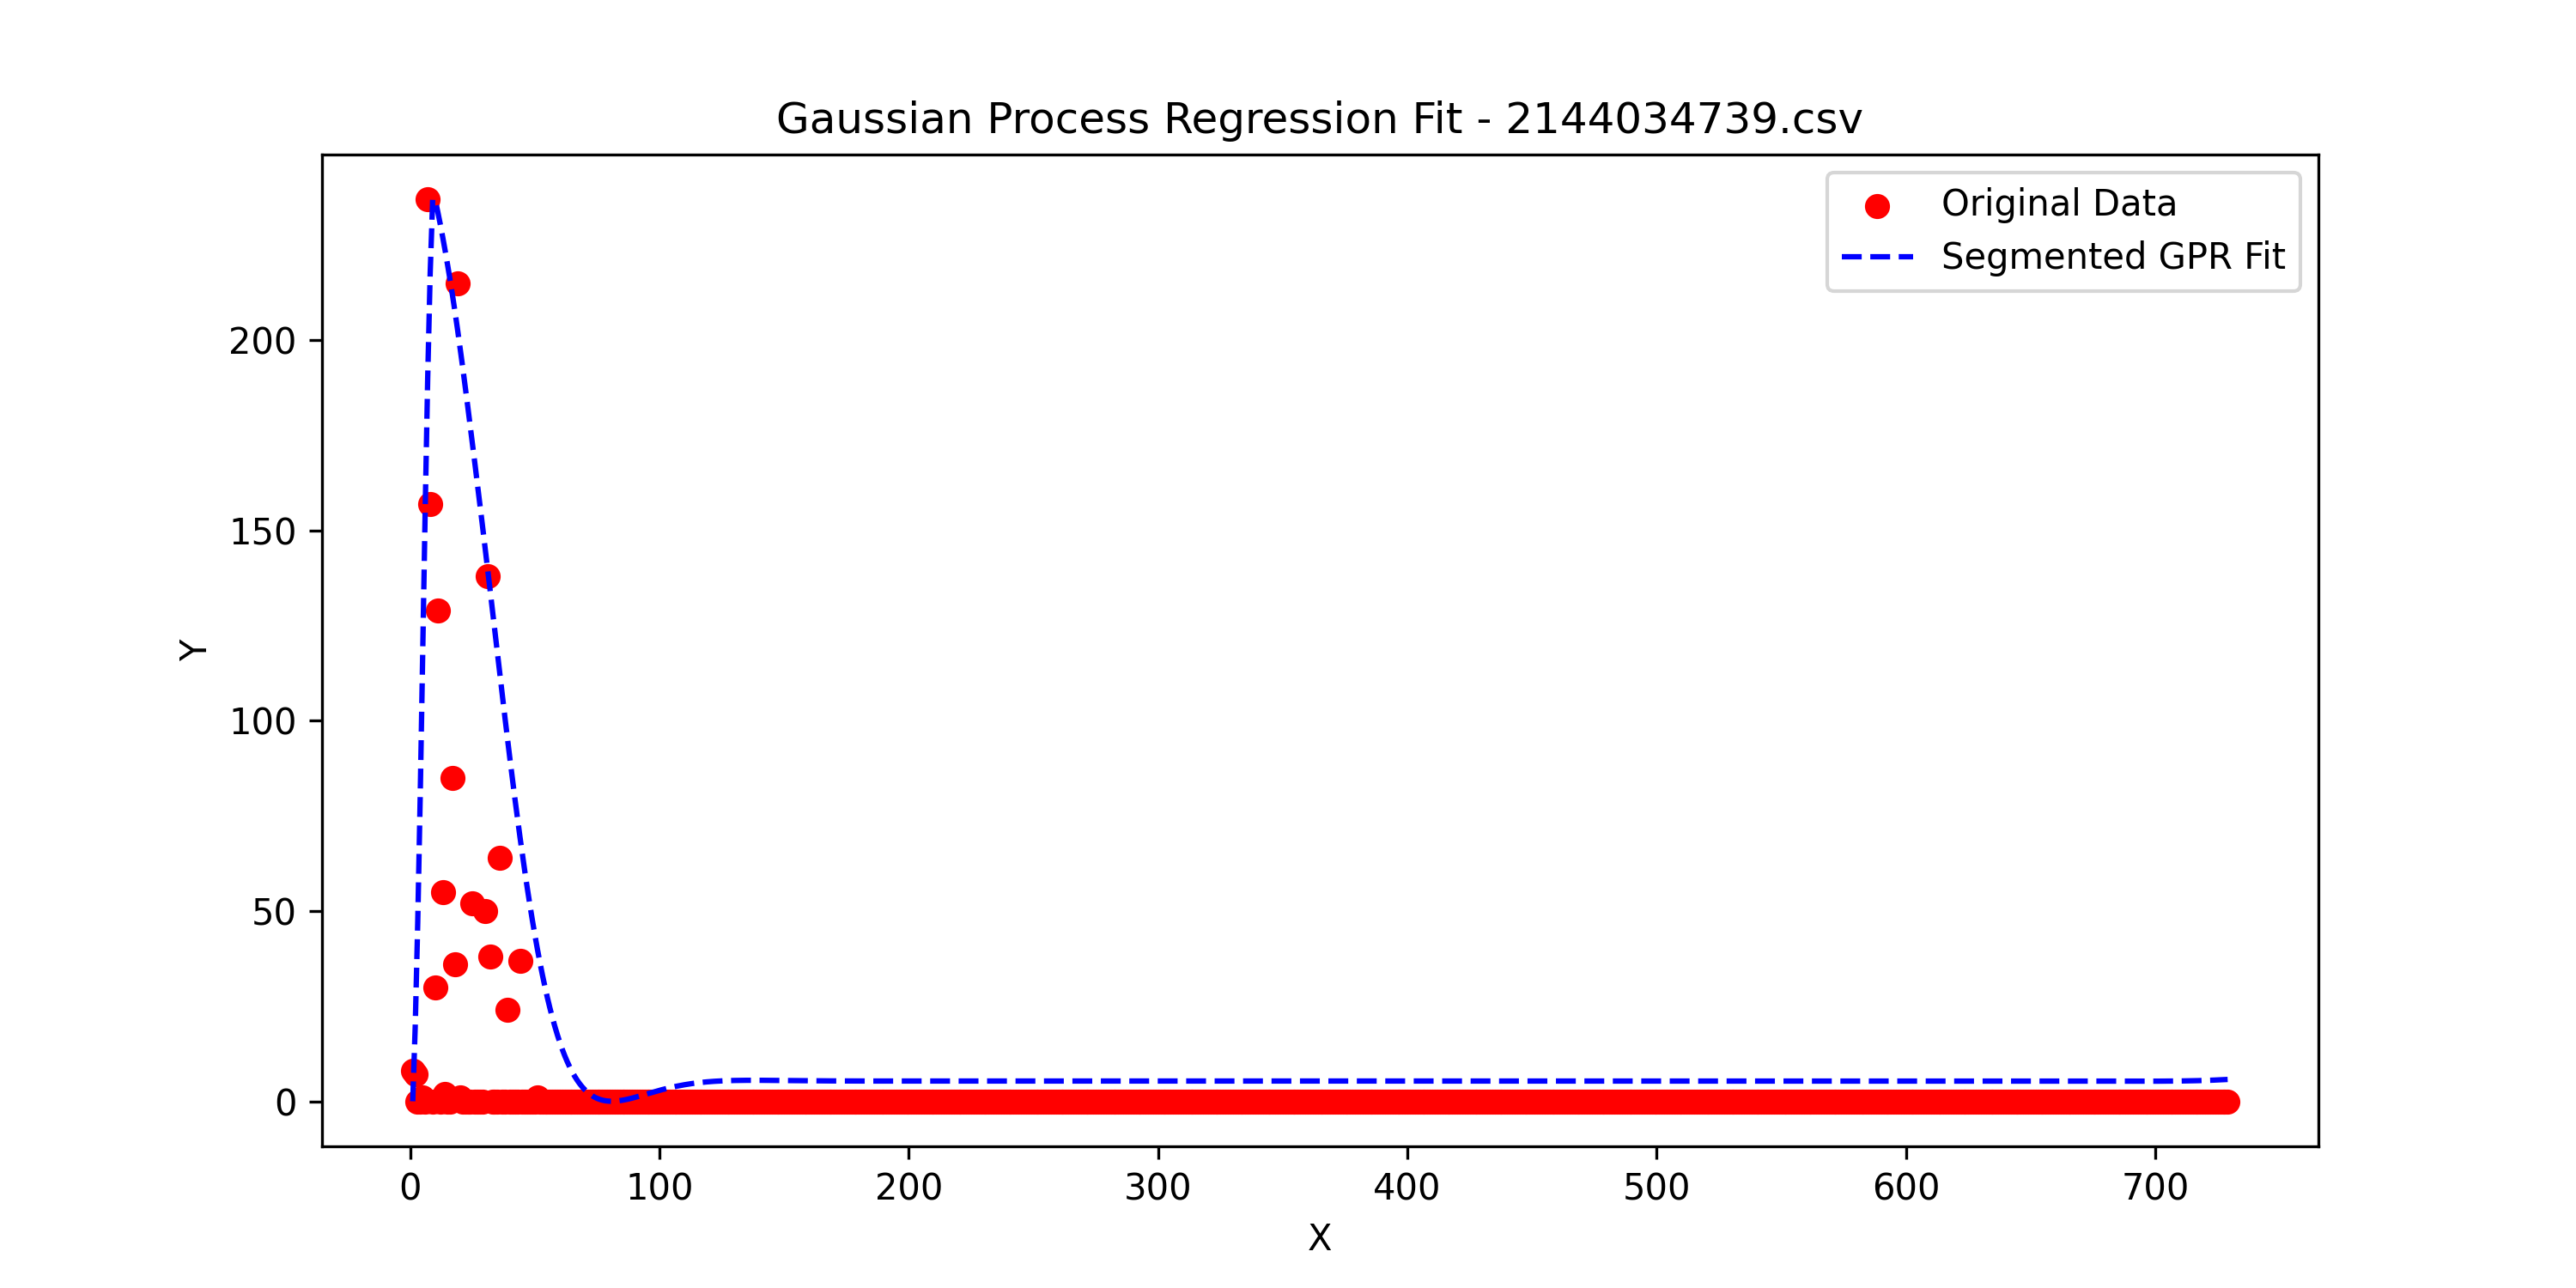 Gaussian Process Regression Fit - 2144034739.csv
Original Data
Segmented GPR Fit
200
150
100
50
0
Y
0 100 200 300 400 500 600 700
X